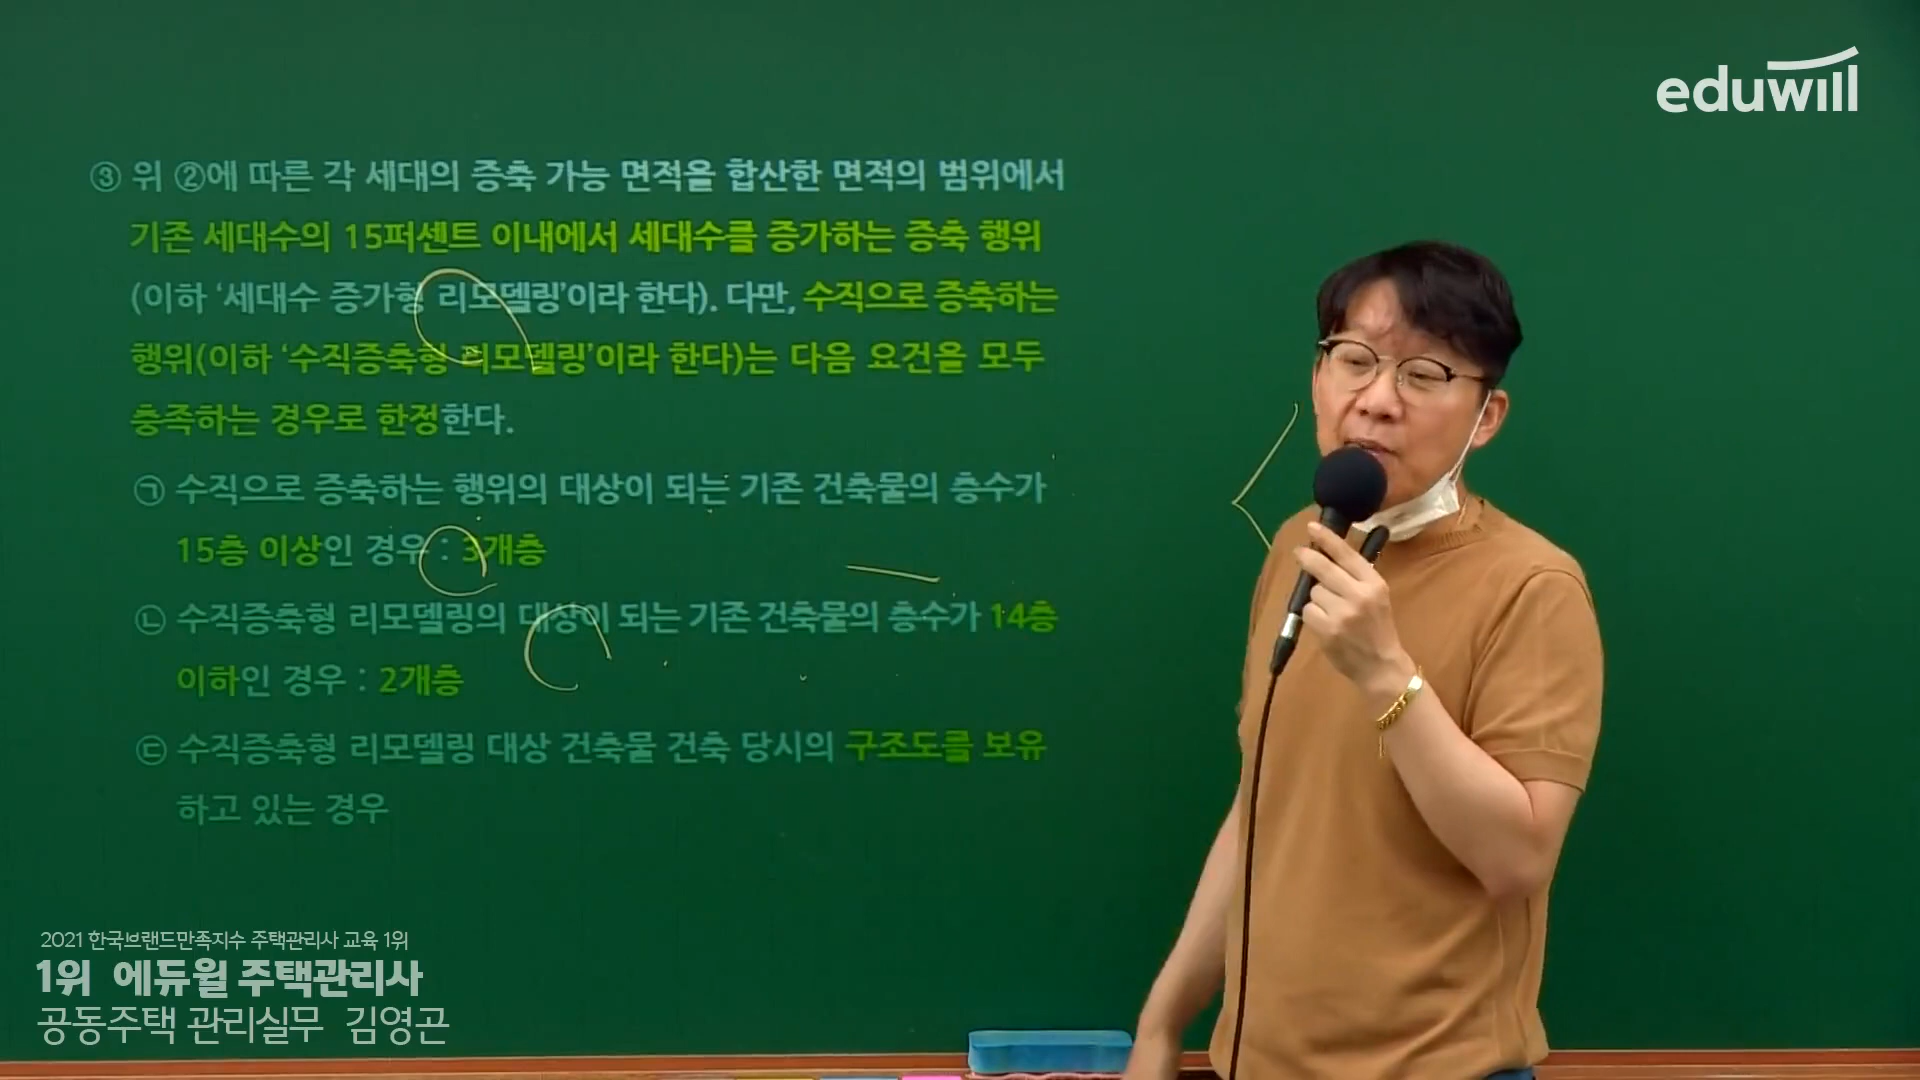 eduwill
③ 위 ②에 따른 각 세대의 증축 가능 면적을 합산한 면적의 범위에서
기존 세대수의 15퍼센트 이내에서 세대수를 증가하는 증축 행위
(이하 '세대수 증가형 리모델링'이라 한다). 다만, 수직으로 증축하는
행위(이하 '수직증축형 리모델링'이라 한다)는 다음 요건을 모두
충족하는 경우로 한정한다.
㉠ 수직으로 증축하는 행위의 대상이 되는 기존 건축물의 층수가
15층 이상인 경우 : 3개층
㉡ 수직증축형 리모델링의 대상이 되는 기존 건축물의 층수가 14층
이하인 경우 : 2개층
㉢ 수직증축형 리모델링 대상 건축물 건축 당시의 구조도를 보유
하고 있는 경우
2021 한국브랜드만족지수 주택관리사 교육 1위
1위 에듀윌 주택관리사
공동주택 관리실무 김영곤